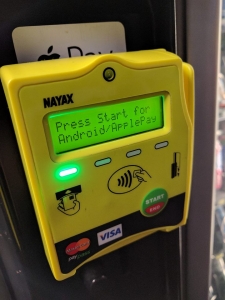 Pay
NAYAX
Press Start for
Android/ApplePay
START
VISA